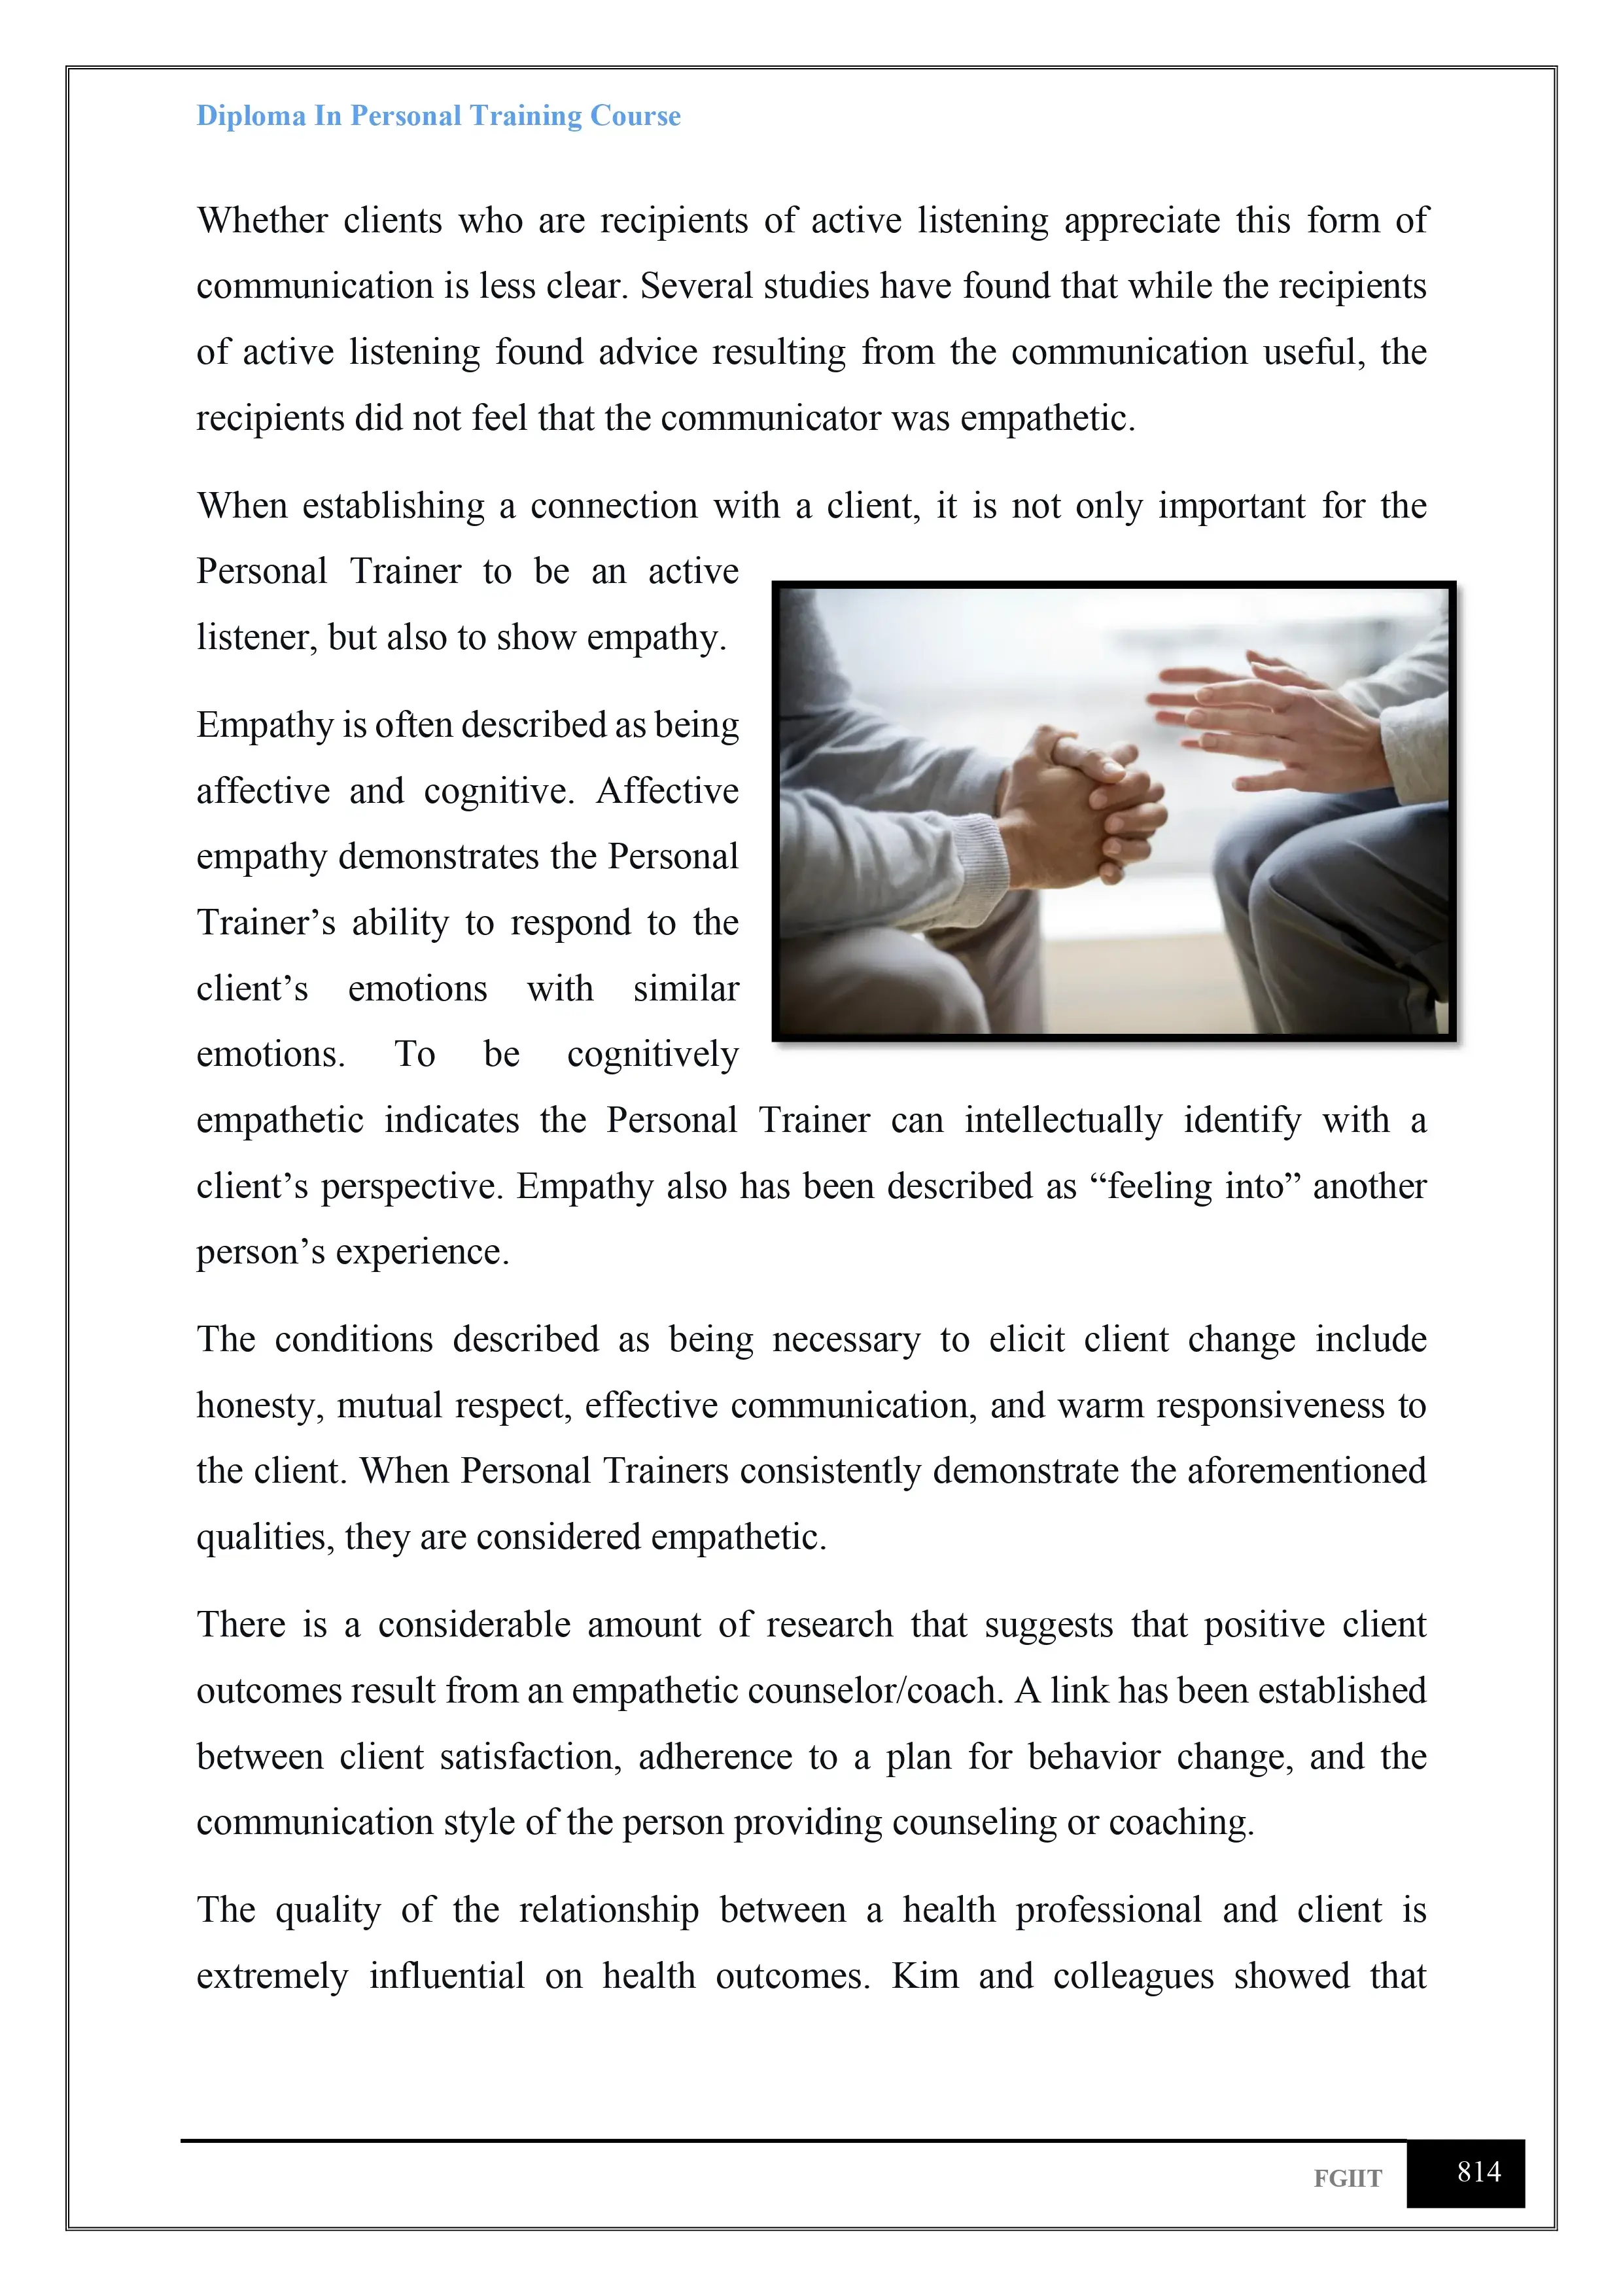 Diploma In Personal Training Course
Whether clients who are recipients of active listening appreciate this form of
communication is less clear. Several studies have found that while the recipients
of active listening found advice resulting from the communication useful, the
recipients did not feel that the communicator was empathetic.
When establishing a connection with a client, it is not only important for the
Personal Trainer to be an active
listener, but also to show empathy.
Empathy is often described as being
affective and cognitive. Affective
empathy demonstrates the Personal
Trainer’s ability to respond to the
client’s emotions with similar
emotions. To be cognitively
empathetic indicates the Personal Trainer can intellectually identify with a
client’s perspective. Empathy also has been described as “feeling into” another
person’s experience.
The conditions described as being necessary to elicit client change include
honesty, mutual respect, effective communication, and warm responsiveness to
the client. When Personal Trainers consistently demonstrate the aforementioned
qualities, they are considered empathetic.
There is a considerable amount of research that suggests that positive client
outcomes result from an empathetic counselor/coach. A link has been established
between client satisfaction, adherence to a plan for behavior change, and the
communication style of the person providing counseling or coaching.
The quality of the relationship between a health professional and client is
extremely influential on health outcomes. Kim and colleagues showed that
FGIIT
814